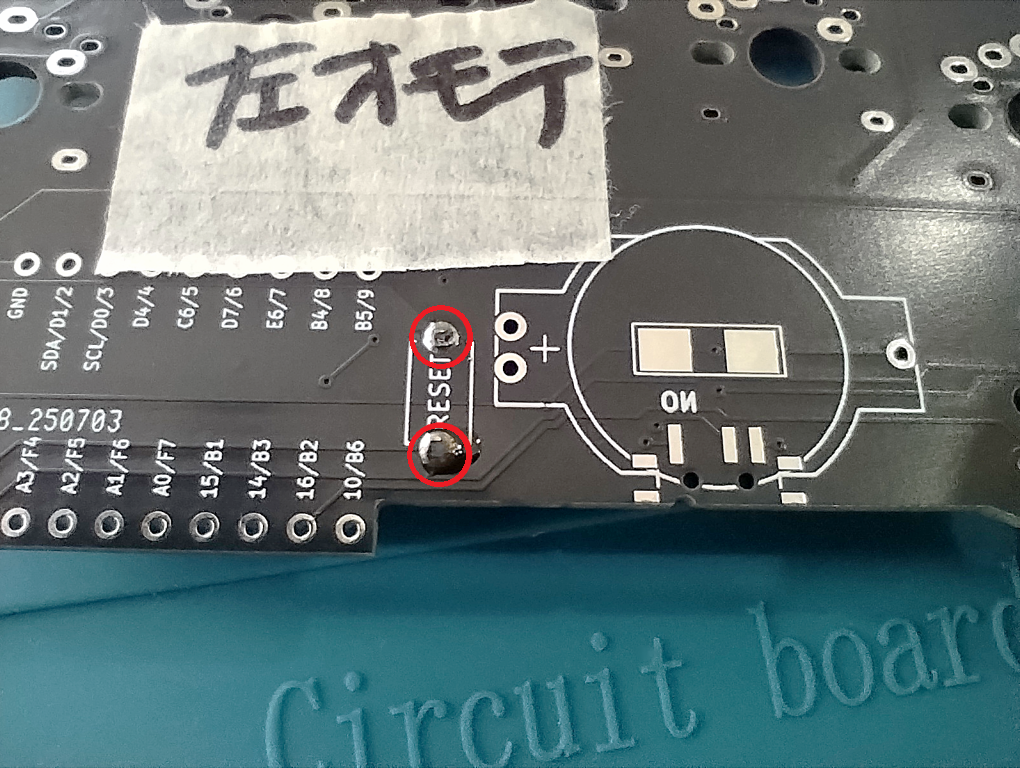 左オモテ
GND
SDA/D1/2
SCL/D0/3
D4/4
C6/5
D7/6
E6/7
B4/8
B5/9
RESET
+
NO
B_250703
A3/F4
A2/F5
A1/F6
A0/F7
15/B1
14/B3
16/B2
10/B6
Circuit board